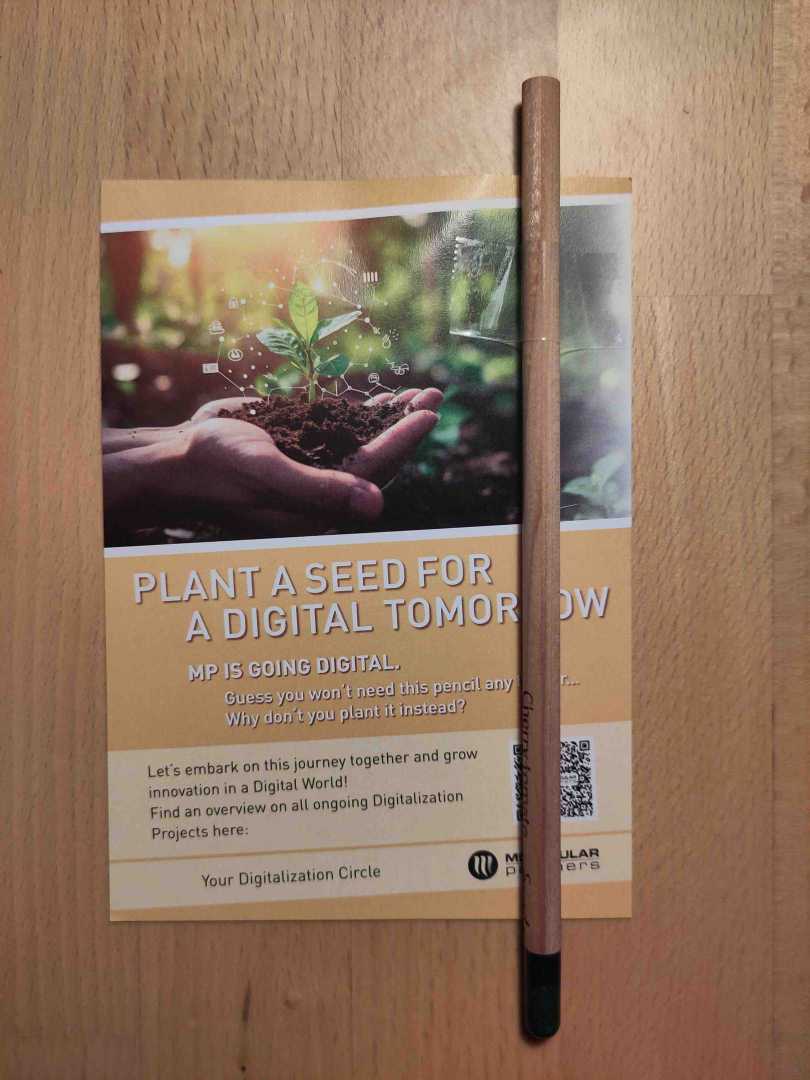 PLANT A SEED FOR
A DIGITAL TOMOR OW
MP IS GOING DIGITAL.
Guess you won't need this pencil any
Why don't you plant it instead?
Let's embark on this journey together and grow
innovation in a Digital World!
Find an overview on all ongoing Digitalization
Projects here:
Your Digitalization Circle